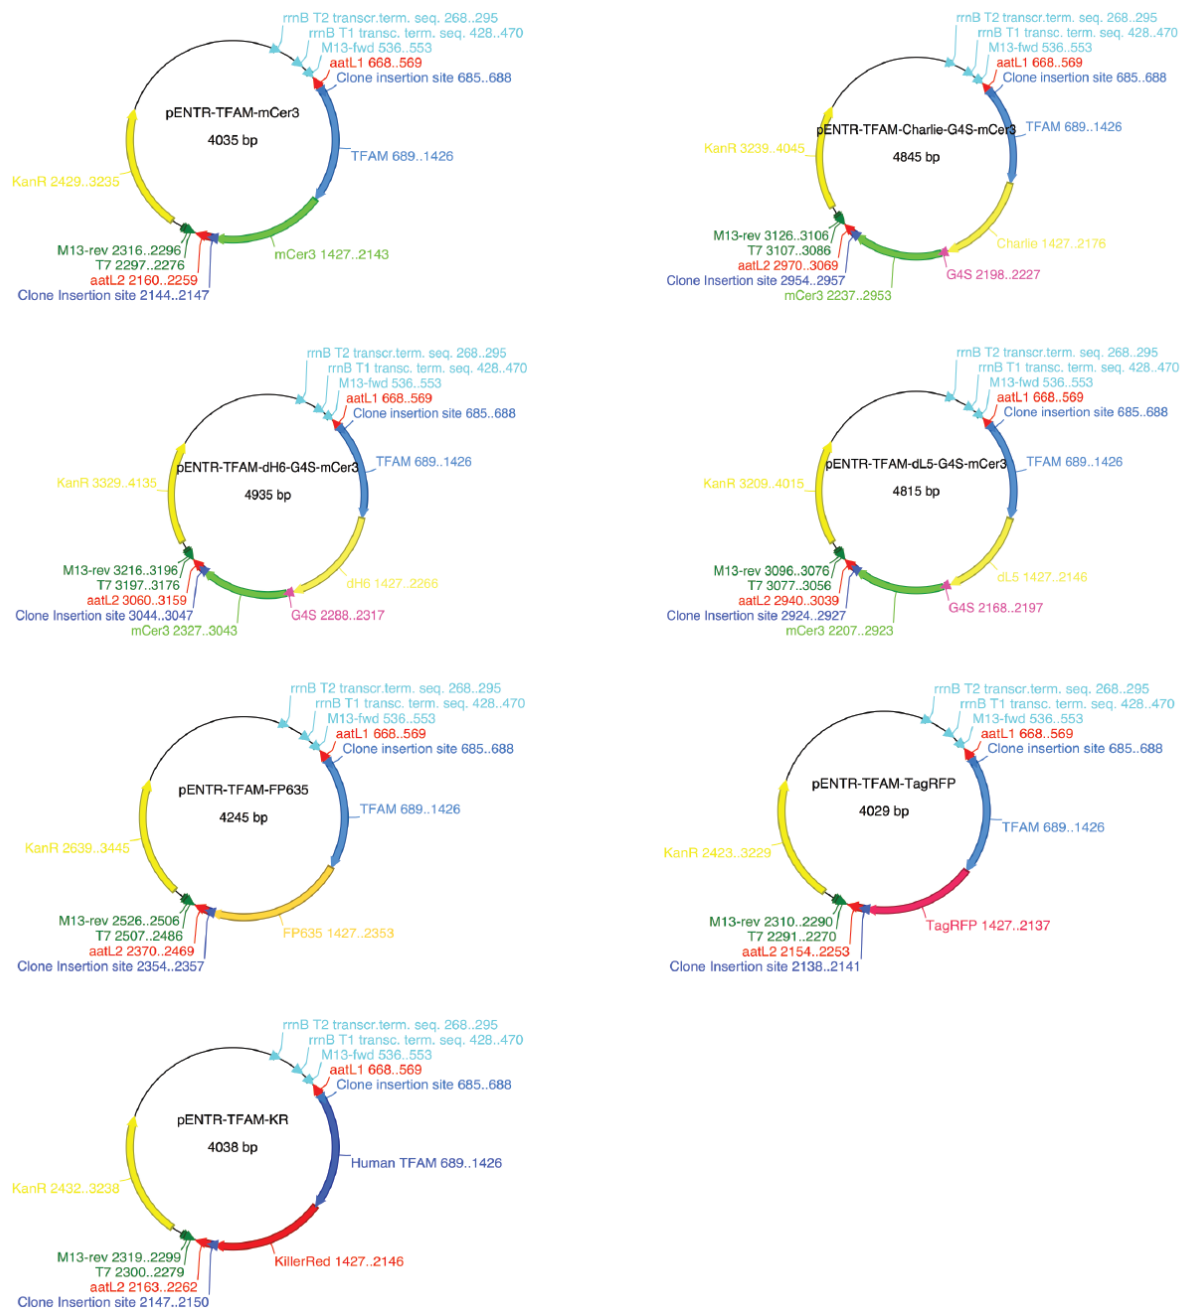 rrnB T2 transcr.term. seq. 268..295
rrnB T1 transc. term. seq. 428..470
M13-fwd 536..553
aatL1 668..569
Clone insertion site 685..688
pENTR-TFAM-mCer3
4035 bp
TFAM 689..1426
KanR 2429..3235
M13-rev 2316..2296
T7 2297..2276
aatL2 2160..2259
Clone Insertion site 2144..2147
mCer3 1427..2143
rrnB T2 transcr.term. seq. 268..295
rrnB T1 transc. term. seq. 428..470
M13-fwd 536..553
aatL1 668..569
Clone insertion site 685..688
pENTR-TFAM-Charlie-G4S-mCer3
4845 bp
TFAM 689..1426
KanR 3239..4045
M13-rev 3126..3106
T7 3107..3086
aatL2 2970..3069
Clone Insertion site 2954..2957
mCer3 2237..2953
Charlie 1427..2176
G4S 2198..2227
rrnB T2 transcr.term. seq. 268..295
rrnB T1 transc. term. seq. 428..470
M13-fwd 536..553
aatL1 668..569
Clone insertion site 685..688
pENTR-TFAM-dH6-G4S-mCer3
4935 bp
TFAM 689..1426
KanR 3329..4135
M13-rev 3216..3196
T7 3197..3176
aatL2 3060..3159
Clone Insertion site 3044..3047
mCer3 2327..3043
dH6 1427..2266
G4S 2288..2317
rrnB T2 transcr.term. seq. 268..295
rrnB T1 transc. term. seq. 428..470
M13-fwd 536..553
aatL1 668..569
Clone insertion site 685..688
pENTR-TFAM-dL5-G4S-mCer3
4815 bp
TFAM 689..1426
KanR 3209..4015
M13-rev 3096..3076
T7 3077..3056
aatL2 2940..3039
Clone Insertion site 2924..2927
mCer3 2207..2923
dL5 1427..2146
G4S 2168..2197
rrnB T2 transcr.term. seq. 268..295
rrnB T1 transc. term. seq. 428..470
M13-fwd 536..553
aatL1 668..569
Clone insertion site 685..688
pENTR-TFAM-FP635
4245 bp
TFAM 689..1426
KanR 2639..3445
M13-rev 2526..2506
T7 2507..2486
aatL2 2370..2469
Clone Insertion site 2354..2357
FP635 1427..2353
rrnB T2 transcr.term. seq. 268..295
rrnB T1 transc. term. seq. 428..470
M13-fwd 536..553
aatL1 668..569
Clone insertion site 685..688
pENTR-TFAM-TagRFP
4029 bp
TFAM 689..1426
KanR 2423..3229
M13-rev 2310..2290
T7 2291..2270
aatL2 2154..2253
Clone Insertion site 2138..2141
TagRFP 1427..2137
rrnB T2 transcr.term. seq. 268..295
rrnB T1 transc. term. seq. 428..470
M13-fwd 536..553
aatL1 668..569
Clone insertion site 685..688
pENTR-TFAM-KR
4038 bp
Human TFAM 689..1426
KanR 2432..3238
M13-rev 2319..2299
T7 2300..2279
aatL2 2163..2262
Clone Insertion site 2147..2150
KillerRed 1427..2146